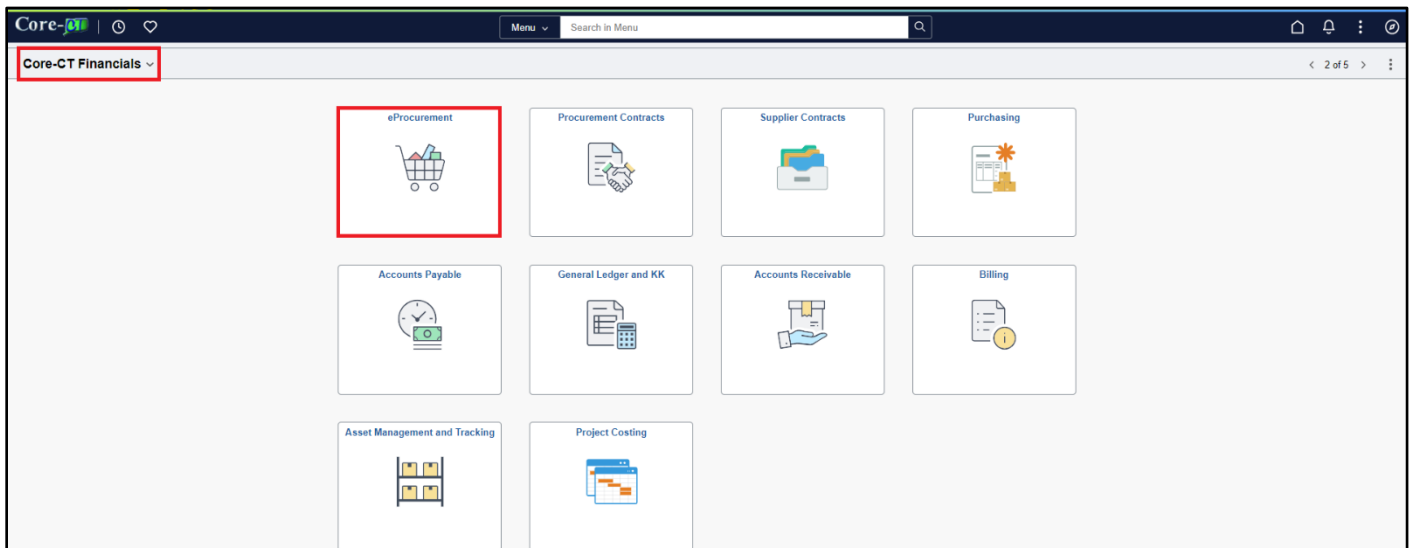 Core-CT
Menu
Search in Menu
Core-CT Financials
2 of 5
eProcurement
Procurement Contracts
Supplier Contracts
Purchasing
Accounts Payable
General Ledger and KK
Accounts Receivable
Billing
Asset Management and Tracking
Project Costing